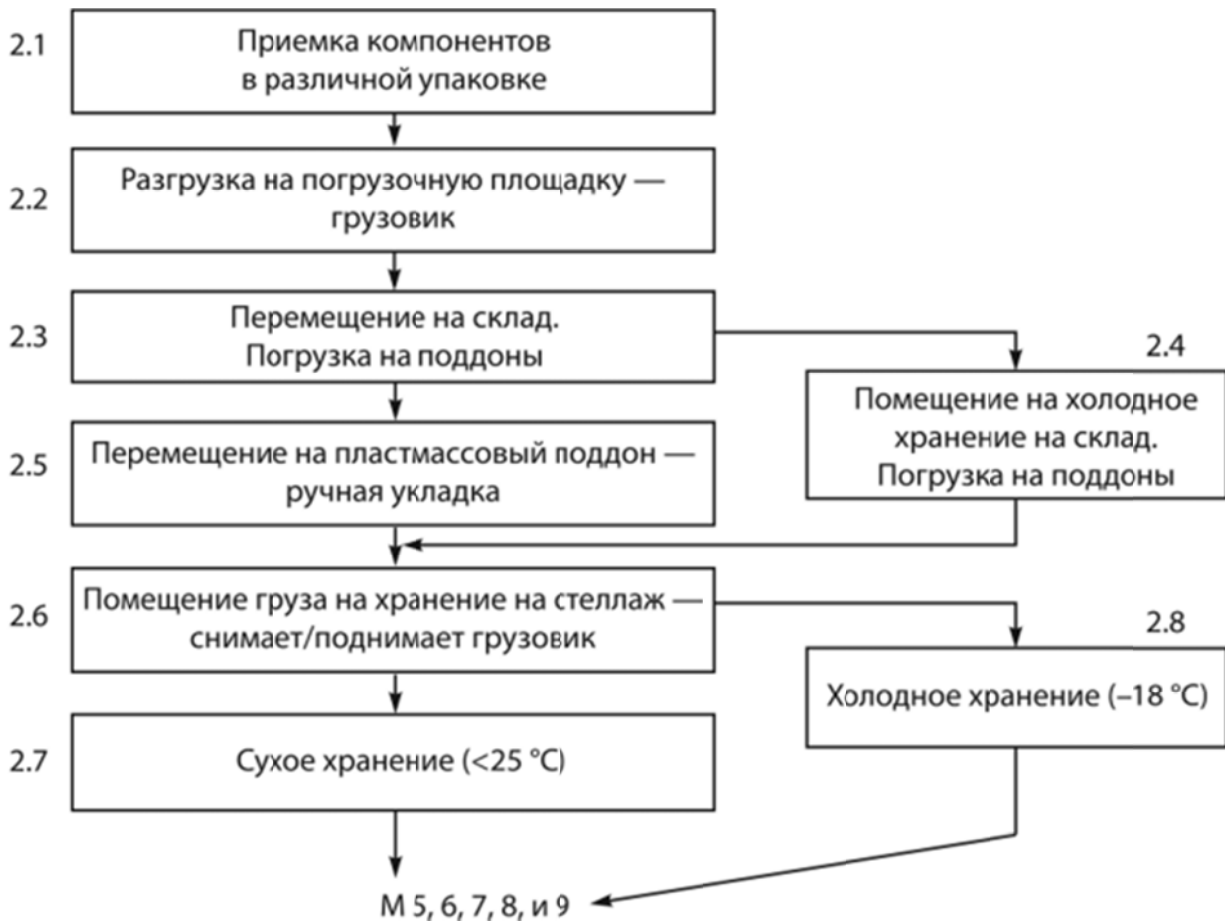 2.1
Приемка компонентов
в различной упаковке
2.2
Разгрузка на погрузочную площадку —
грузовик
2.3
Перемещение на склад.
Погрузка на поддоны
2.4
Помещение на холодное
хранение на склад.
Погрузка на поддоны
2.5
Перемещение на пластмассовый поддон —
ручная укладка
2.6
Помещение груза на хранение на стеллаж —
снимает/поднимает грузовик
2.7
Сухое хранение (<25 °C)
2.8
Холодное хранение (–18 °C)
М 5, 6, 7, 8, и 9